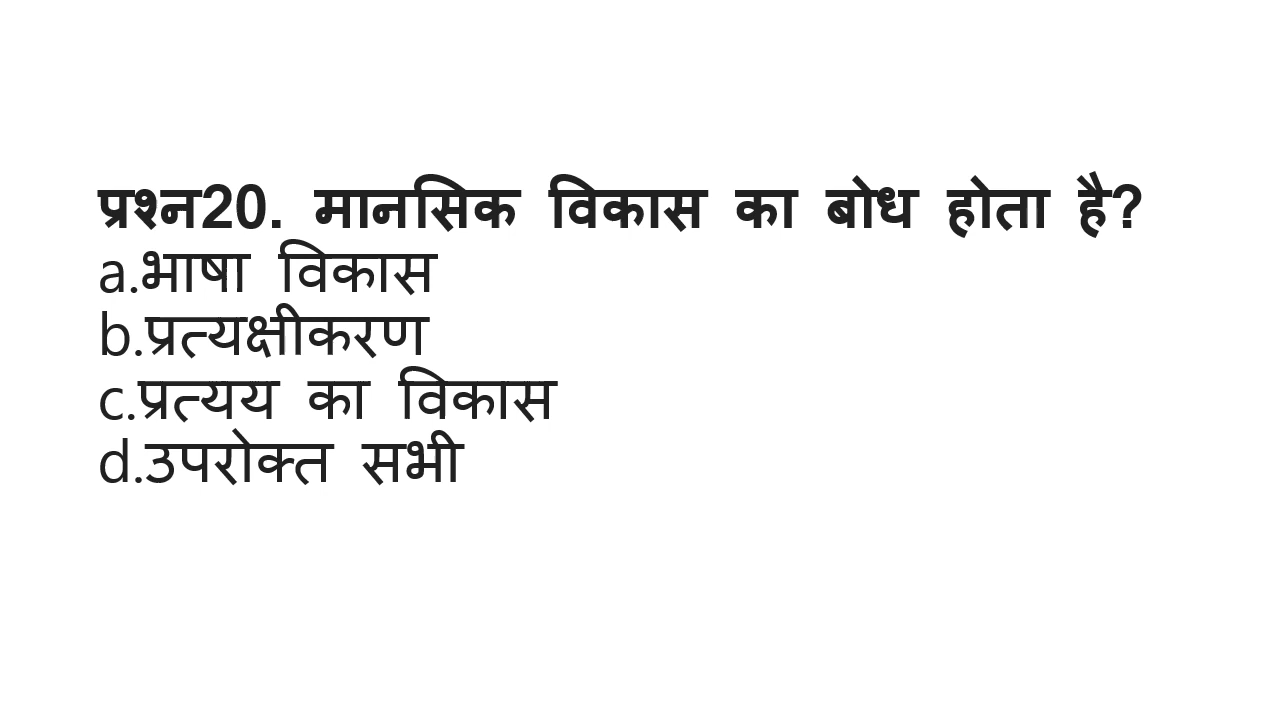 प्रश्न20. मानसिक विकास का बोध होता है?
a.भाषा विकास
b.प्रत्यक्षीकरण
c.प्रत्यय का विकास
d.उपरोक्त सभी